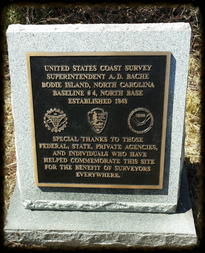 UNITED STATES COAST SURVEY
SUPERINTENDENT A. D. BACHE
BODIE ISLAND, NORTH CAROLINA
BASELINE # 4, NORTH BASE
ESTABLISHED 1848
SPECIAL THANKS TO THOSE
FEDERAL, STATE, PRIVATE AGENCIES,
AND INDIVIDUALS WHO HAVE
HELPED COMMEMORATE THIS SITE
FOR THE BENEFIT OF SURVEYORS
EVERYWHERE.